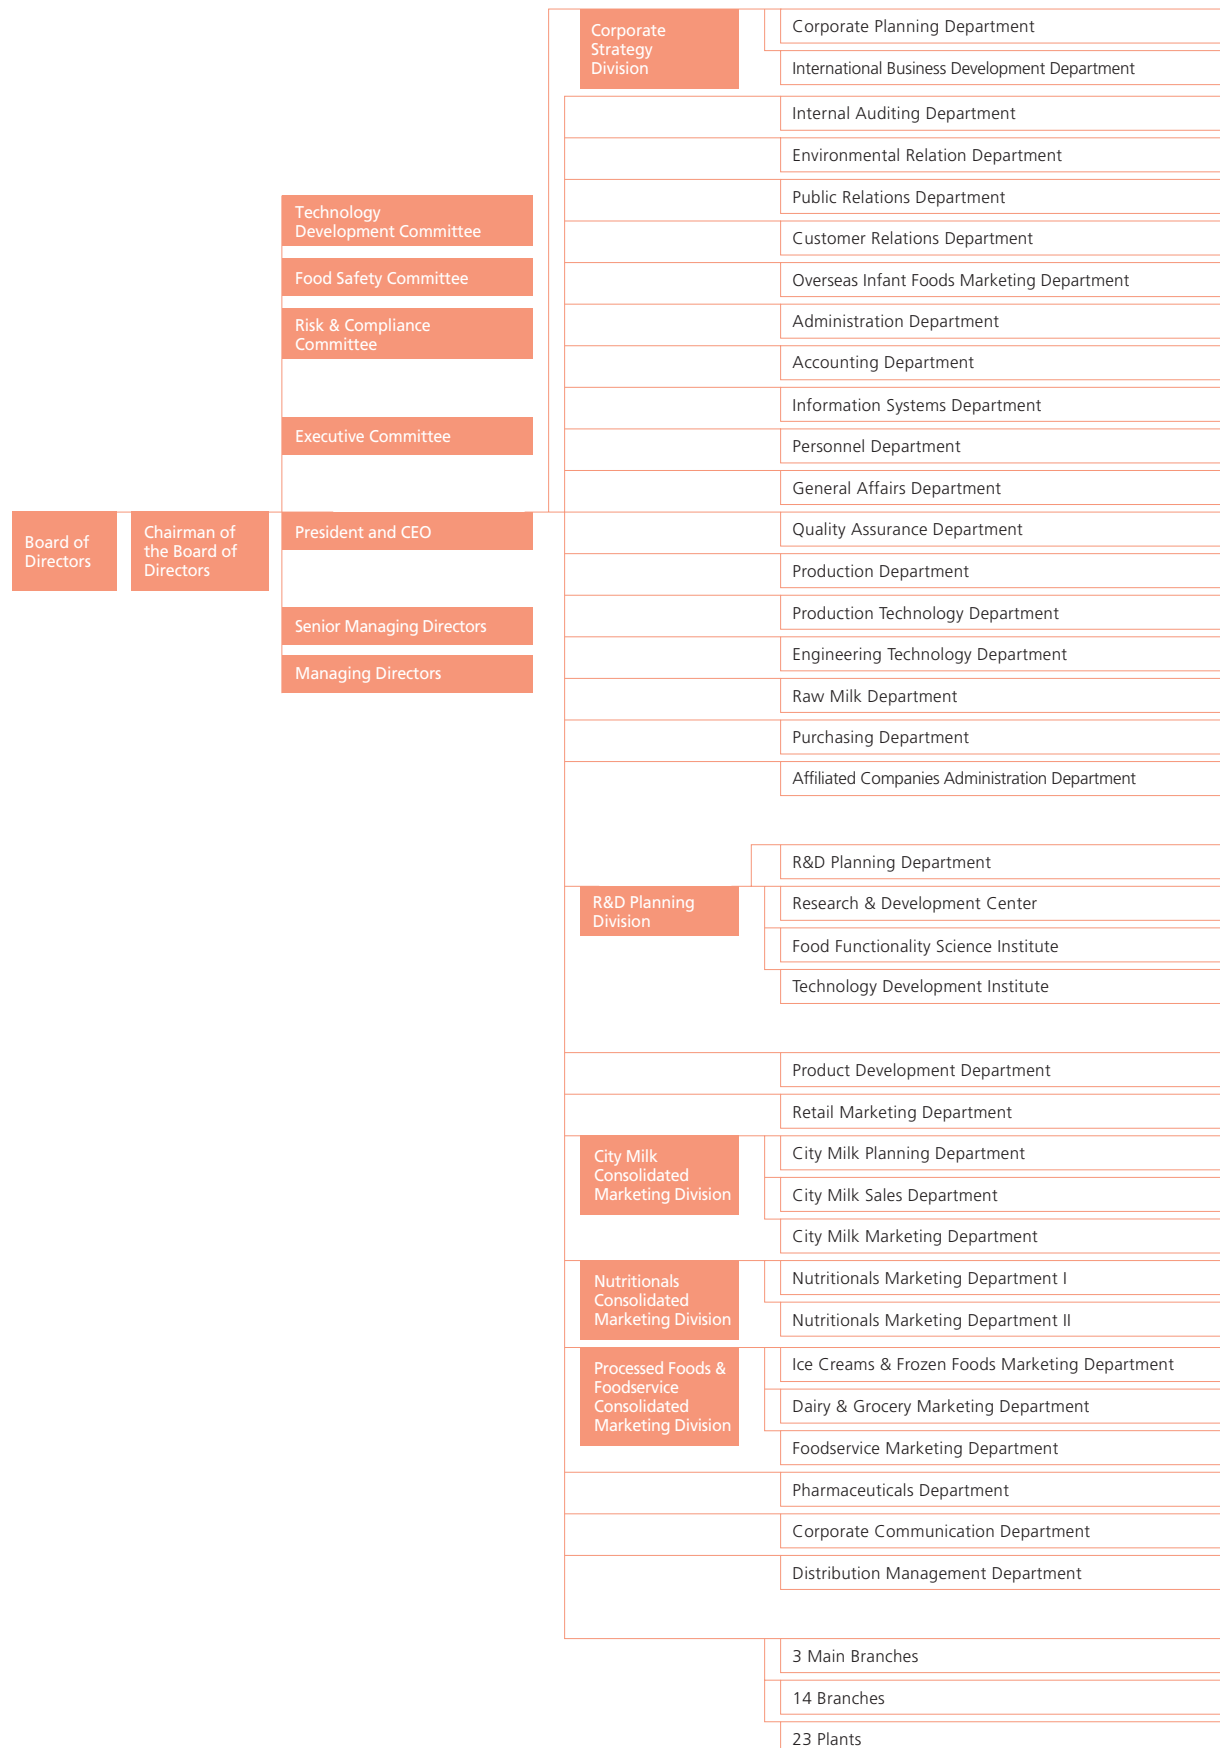 Board of
Directors
Chairman of
the Board of
Directors
Technology
Development Committee
Food Safety Committee
Risk & Compliance
Committee
Executive Committee
President and CEO
Senior Managing Directors
Managing Directors
Corporate
Strategy
Division
Corporate Planning Department
International Business Development Department
Internal Auditing Department
Environmental Relation Department
Public Relations Department
Customer Relations Department
Overseas Infant Foods Marketing Department
Administration Department
Accounting Department
Information Systems Department
Personnel Department
General Affairs Department
Quality Assurance Department
Production Department
Production Technology Department
Engineering Technology Department
Raw Milk Department
Purchasing Department
Affiliated Companies Administration Department
R&D Planning
Division
R&D Planning Department
Research & Development Center
Food Functionality Science Institute
Technology Development Institute
Product Development Department
Retail Marketing Department
City Milk
Consolidated
Marketing Division
City Milk Planning Department
City Milk Sales Department
City Milk Marketing Department
Nutritionals
Consolidated
Marketing Division
Nutritionals Marketing Department I
Nutritionals Marketing Department II
Processed Foods &
Foodservice
Consolidated
Marketing Division
Ice Creams & Frozen Foods Marketing Department
Dairy & Grocery Marketing Department
Foodservice Marketing Department
Pharmaceuticals Department
Corporate Communication Department
Distribution Management Department
3 Main Branches
14 Branches
23 Plants